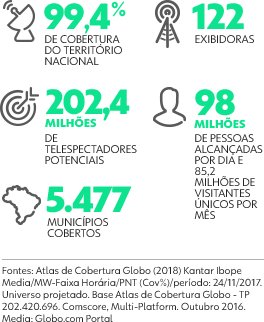 99,4%
DE COBERTURA
DO TERRITÓRIO
NACIONAL
122
EXIBIDORAS
202,4
MILHÕES
DE
TELESPECTADORES
POTENCIAIS
98
MILHÕES
DE PESSOAS
ALCANÇADAS
POR DIA E
85,2
MILHÕES DE
VISITANTES
ÚNICOS POR
MÊS
5.477
MUNICÍPIOS
COBERTOS
Fontes: Atlas de Cobertura Globo (2018) Kantar Ibope
Media/MW-Faixa Horária/PNT (Cov%)/período: 24/11/2017.
Universo projetado. Base Atlas de Cobertura Globo - TP
202.420.696. Comscore, Multi-Platform. Outubro 2016.
Media: Globo.com Portal